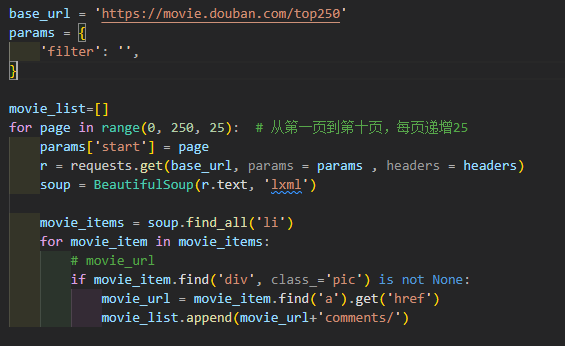 base_url = 'https://movie.douban.com/top250'
params = {
    'filter': '',
}
movie_list=[]
for page in range(0, 250, 25):  # 从第一页到第十页，每页递增25
    params['start'] = page
    r = requests.get(base_url, params = params , headers = headers)
    soup = BeautifulSoup(r.text, 'lxml')
    movie_items = soup.find_all('li')
    for movie_item in movie_items:
        # movie_url
        if movie_item.find('div', class_='pic') is not None:
            movie_url = movie_item.find('a').get('href')
            movie_list.append(movie_url+'comments/')